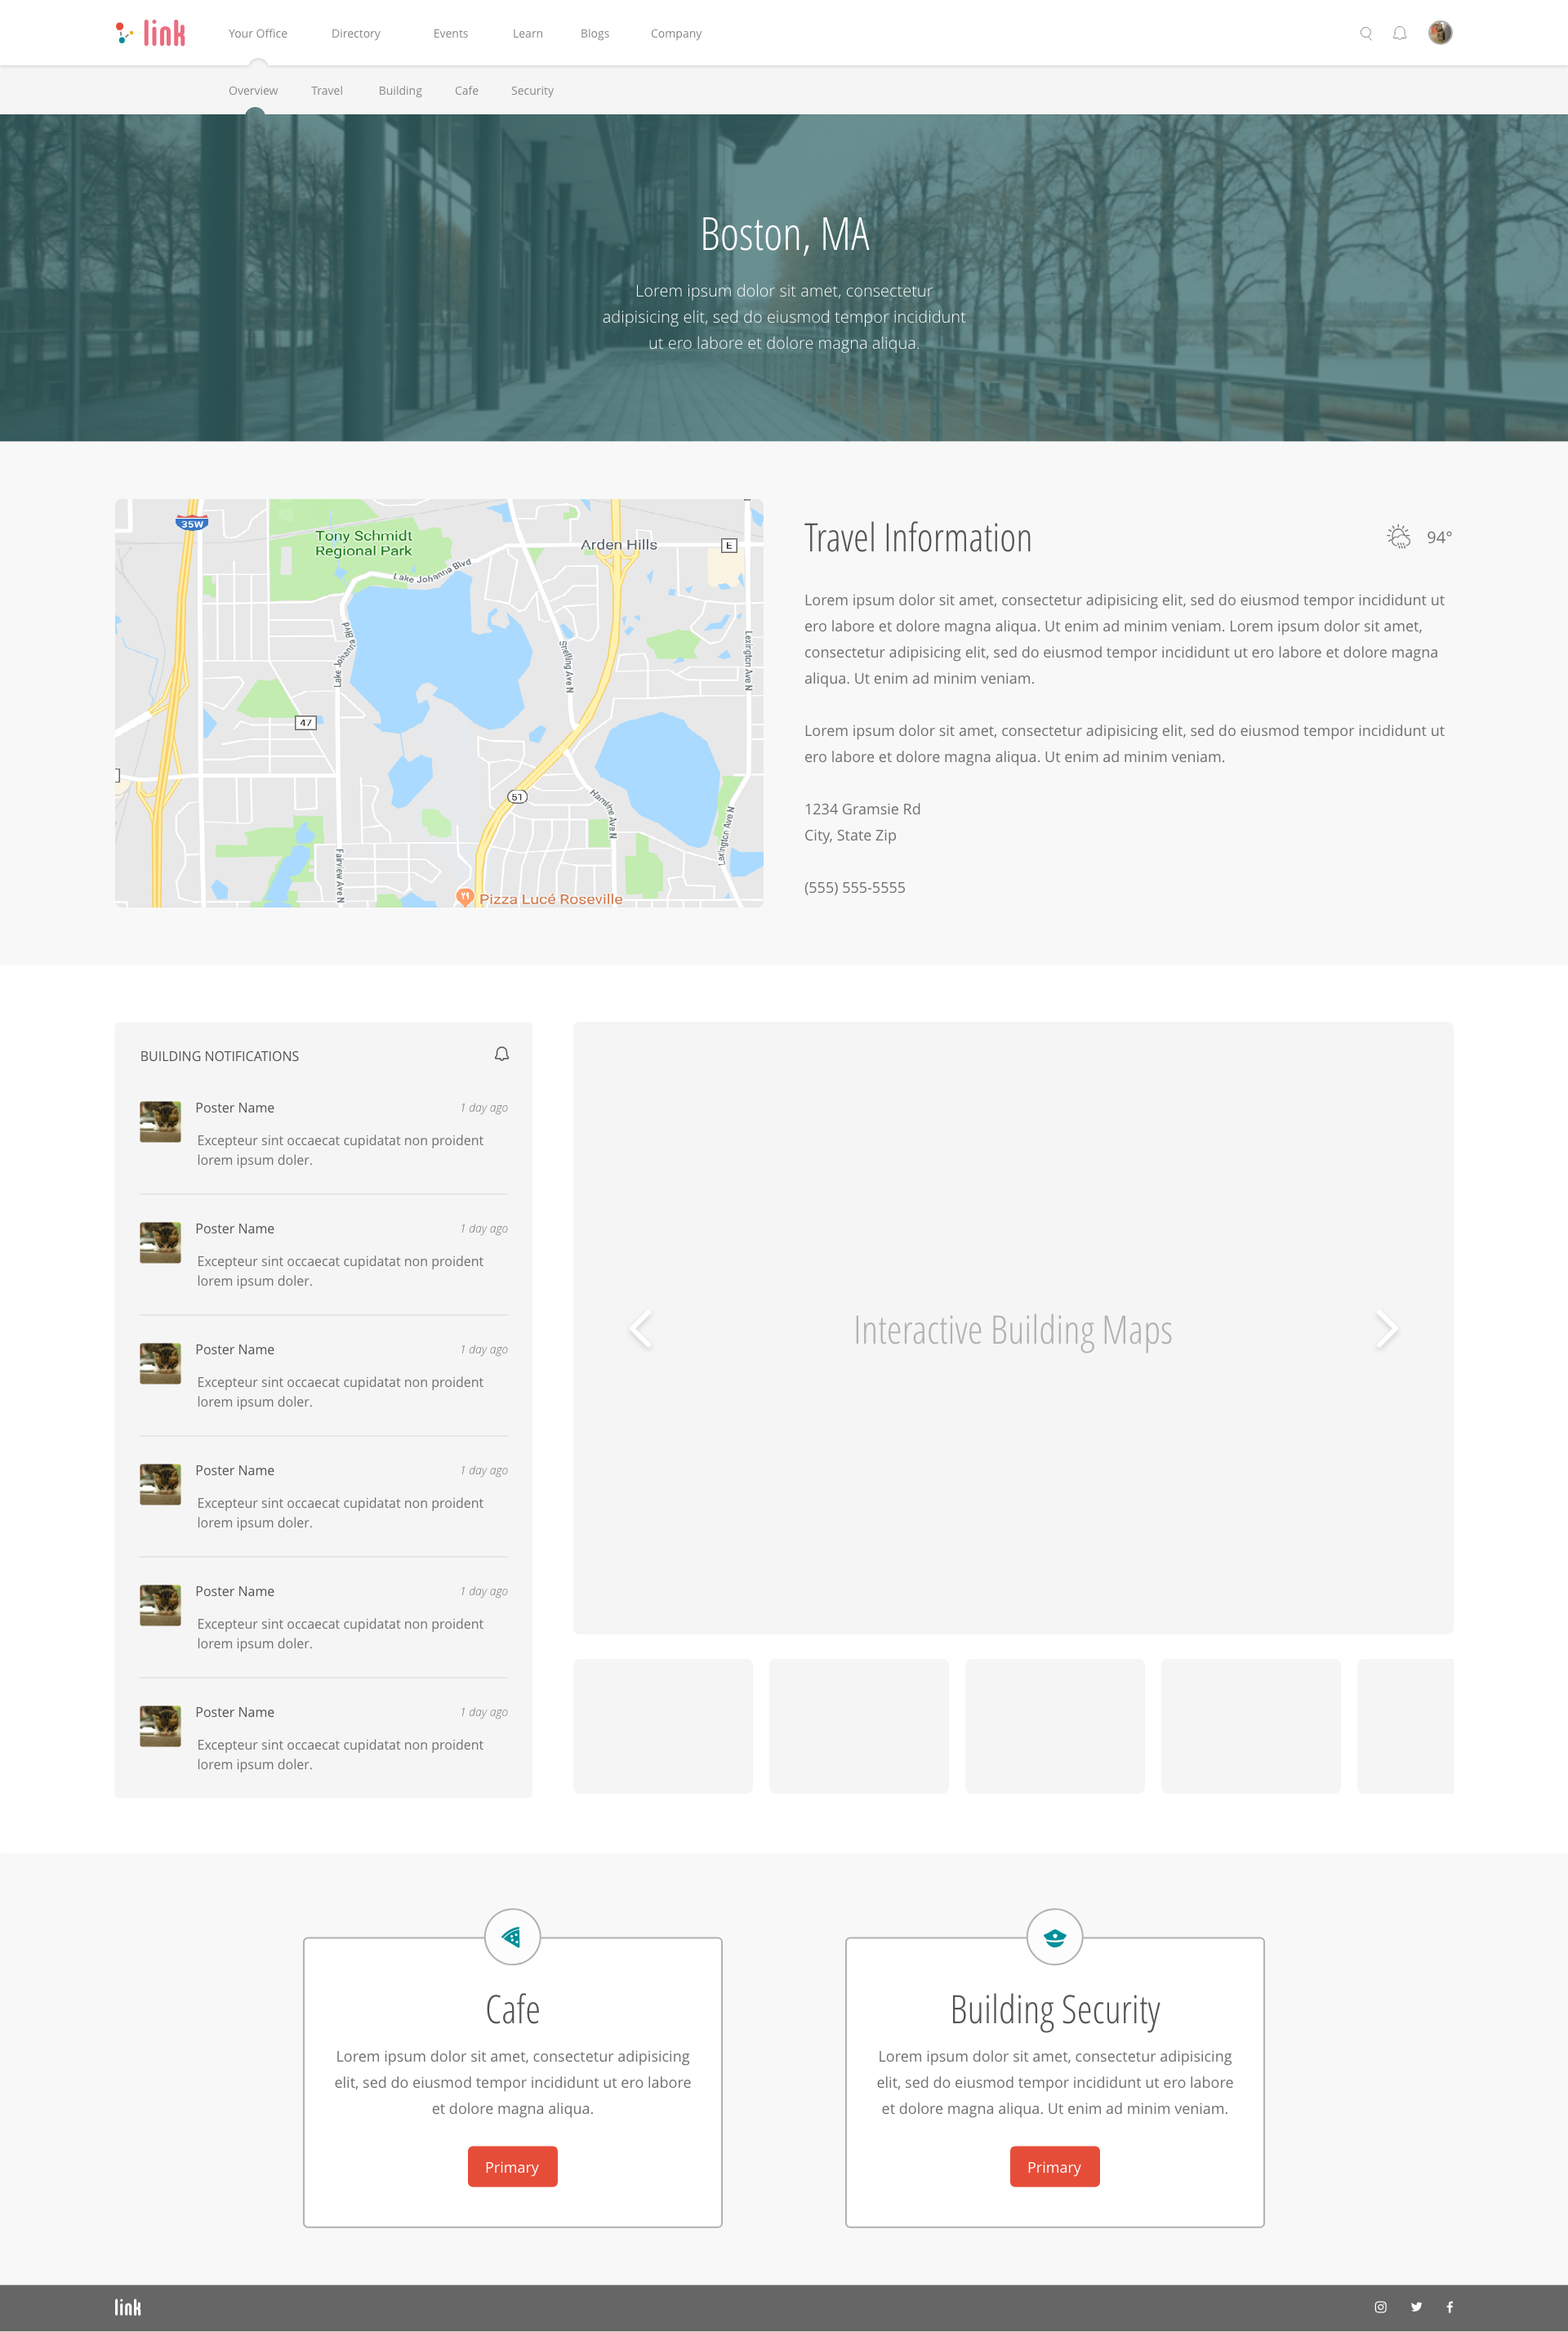 link
Your Office Directory Events Learn Blogs Company
Overview Travel Building Cafe Security
Boston, MA
Lorem ipsum dolor sit amet, consectetur
adipisicing elit, sed do eiusmod tempor incididunt
ut ero labore et dolore magna aliqua.
35W
Tony Schmidt
Regional Park
Arden Hills
E
Lake Johanna Blvd
Lake Johanna Blvd
Snelling Ave N
Lexington Ave N
47
51
Hamline Ave N
Lexington Ave N
Fairview Ave N
Pizza Lucé Roseville
Travel Information
94°
Lorem ipsum dolor sit amet, consectetur adipisicing elit, sed do eiusmod tempor incididunt ut
ero labore et dolore magna aliqua. Ut enim ad minim veniam. Lorem ipsum dolor sit amet,
consectetur adipisicing elit, sed do eiusmod tempor incididunt ut ero labore et dolore magna
aliqua. Ut enim ad minim veniam.
Lorem ipsum dolor sit amet, consectetur adipisicing elit, sed do eiusmod tempor incididunt ut
ero labore et dolore magna aliqua. Ut enim ad minim veniam.
1234 Gramsie Rd
City, State Zip
(555) 555-5555
BUILDING NOTIFICATIONS
Poster Name 1 day ago
Excepteur sint occaecat cupidatat non proident
lorem ipsum doler.
Poster Name 1 day ago
Excepteur sint occaecat cupidatat non proident
lorem ipsum doler.
Poster Name 1 day ago
Excepteur sint occaecat cupidatat non proident
lorem ipsum doler.
Poster Name 1 day ago
Excepteur sint occaecat cupidatat non proident
lorem ipsum doler.
Poster Name 1 day ago
Excepteur sint occaecat cupidatat non proident
lorem ipsum doler.
Poster Name 1 day ago
Excepteur sint occaecat cupidatat non proident
lorem ipsum doler.
Interactive Building Maps
Cafe
Lorem ipsum dolor sit amet, consectetur adipisicing
elit, sed do eiusmod tempor incididunt ut ero labore
et dolore magna aliqua.
Primary
Building Security
Lorem ipsum dolor sit amet, consectetur adipisicing
elit, sed do eiusmod tempor incididunt ut ero labore
et dolore magna aliqua. Ut enim ad minim veniam.
Primary
link